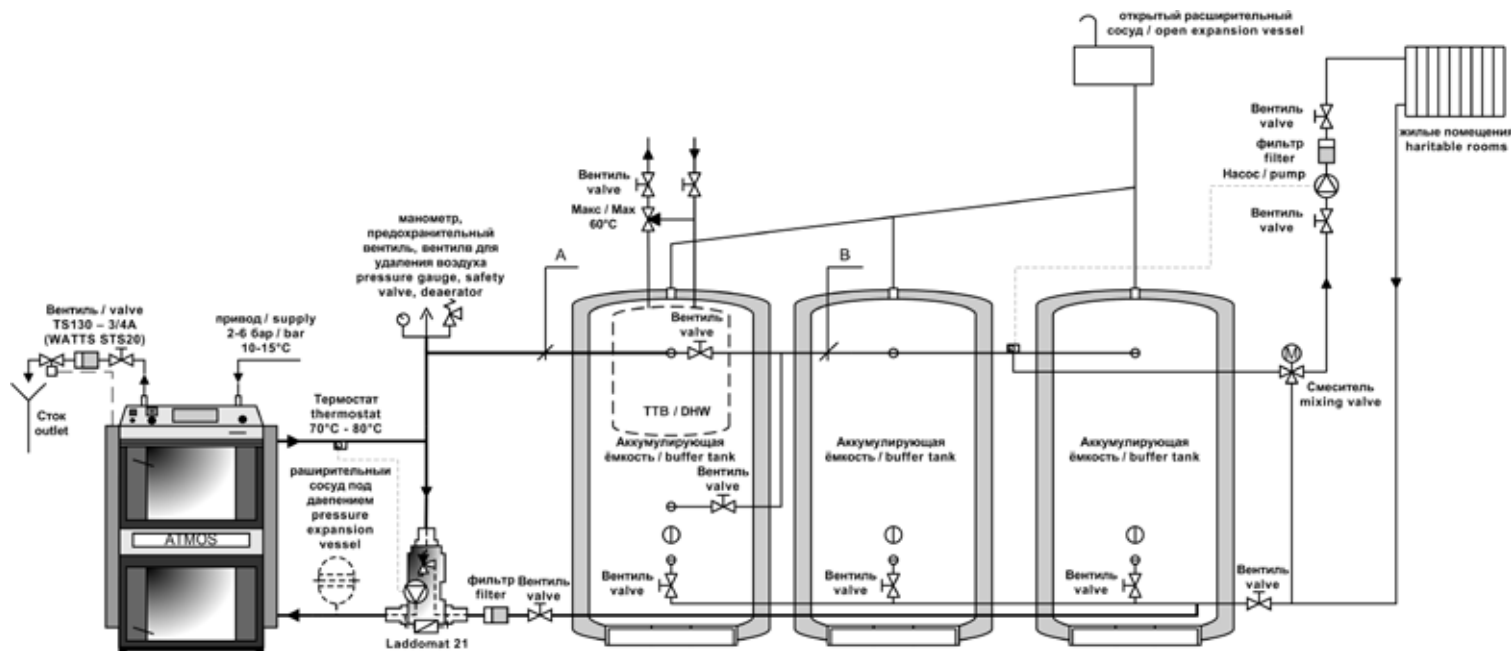 открытый расширительный
сосуд / open expansion vessel
Вентиль
valve
фильтр
filter
Насос / pump
Вентиль
valve
жилые помещения
haritable rooms
Вентиль
valve
Макс / Max
60°C
манометр,
предохранительный
вентиль, вентилв для
удаления воздуха
pressure gauge, safety
valve, deaerator
A
B
Вентиль / valve
TS130 – 3/4A
(WATTS STS20)
привод / supply
2-6 бар / bar
10-15°C
Сток
outlet
Термостат
thermostat
70°C - 80°C
Вентиль
valve
ТТВ / DHW
M
Смеситель
mixing valve
Аккумулирующая
ёмкость / buffer tank
Аккумулирующая
ёмкость / buffer tank
Аккумулирующая
ёмкость / buffer tank
Вентиль
valve
раширительныи
сосуд под
даепением
pressure
expansion
vessel
ATMOS
фильтр
filter
Вентиль
valve
Вентиль
valve
Вентиль
valve
Вентиль
valve
Вентиль
valve
Laddomat 21